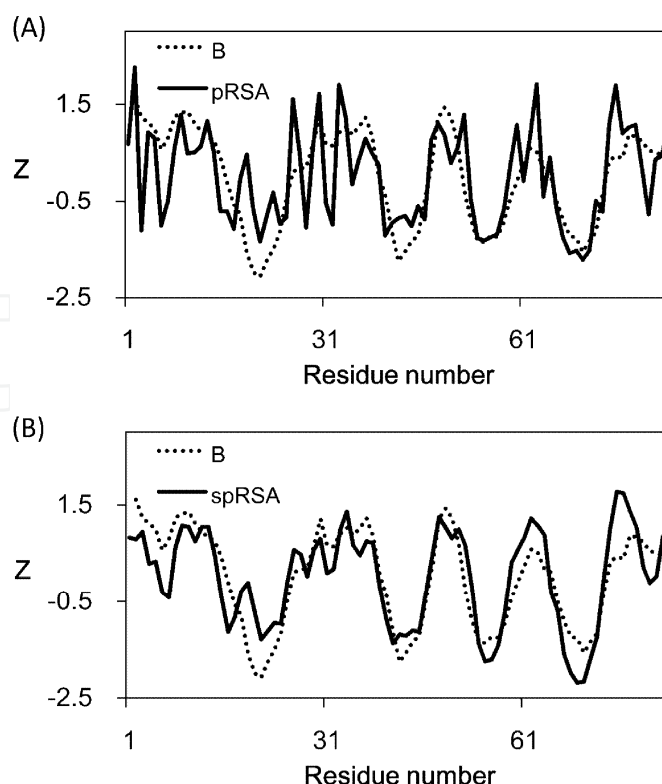 (A)
B
pRSA
1.5
Z
-0.5
-2.5
1 31 61
Residue number
(B)
B
spRSA
1.5
Z
-0.5
-2.5
1 31 61
Residue number